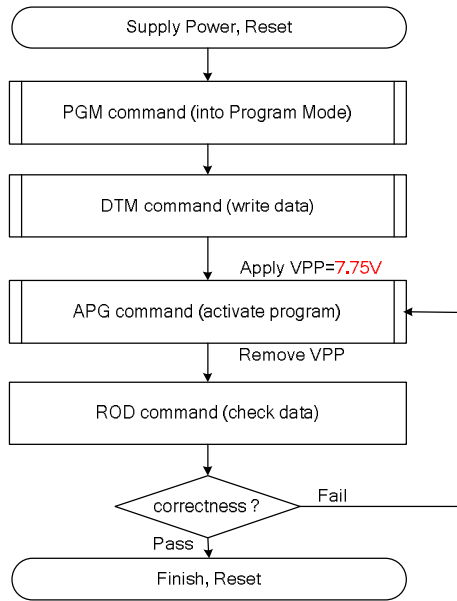 Supply Power, Reset
PGM command (into Program Mode)
DTM command (write data)
Apply VPP=7.75V
APG command (activate program)
Remove VPP
ROD command (check data)
correctness ?
Fail
Pass
Finish, Reset